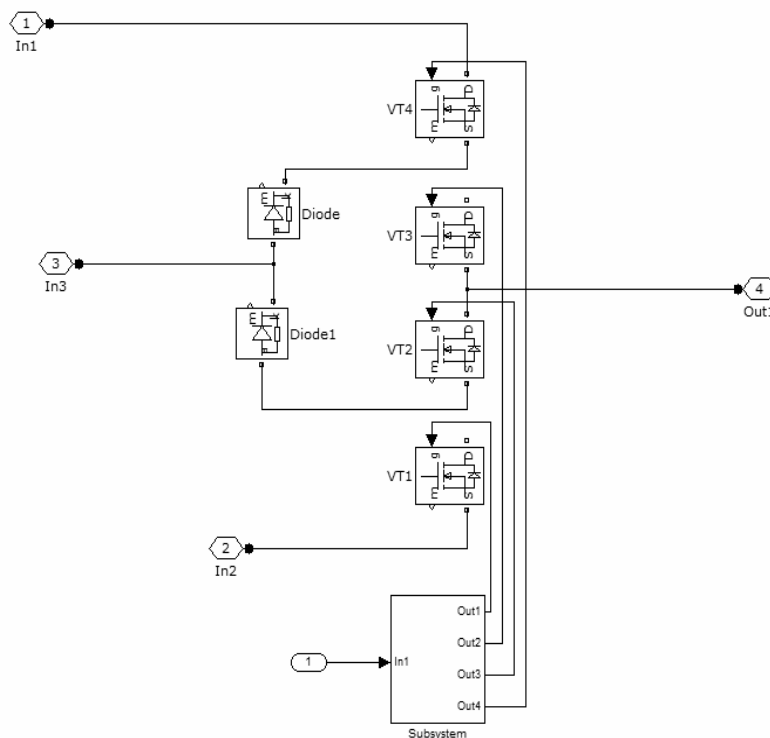 1
In1
g
D
VT4
E
S
E
Diode
g
D
VT3
E
S
3
In3
4
Out1
E
Diode1
g
D
VT2
E
S
g
D
VT1
E
S
2
In2
Out1
Out2
1
In1
Out3
Out4
Subsystem